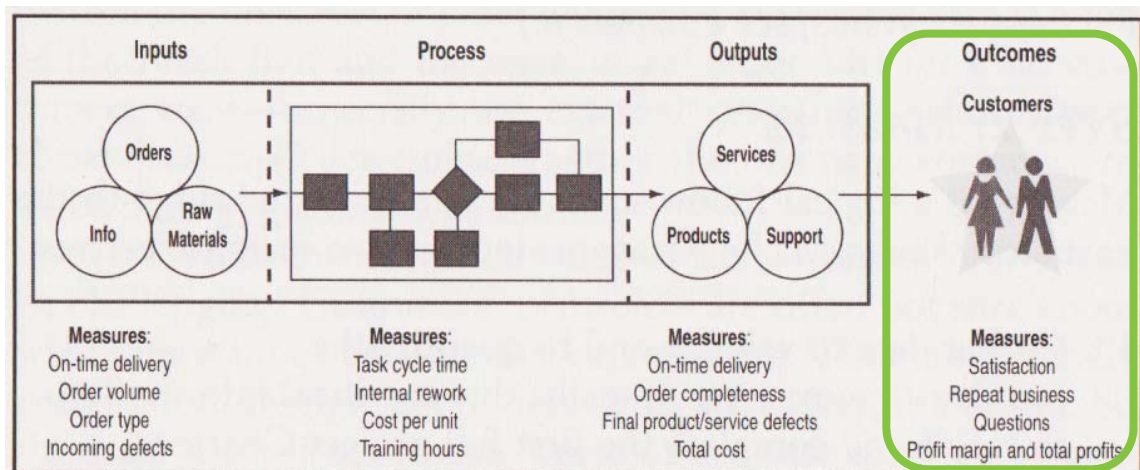 Inputs
Process
Outputs
Outcomes
Customers
Orders
Info
Raw
Materials
Services
Products
Support
Measures:
On-time delivery
Order volume
Order type
Incoming defects
Measures:
Task cycle time
Internal rework
Cost per unit
Training hours
Measures:
On-time delivery
Order completeness
Final product/service defects
Total cost
Measures:
Satisfaction
Repeat business
Questions
Profit margin and total profits